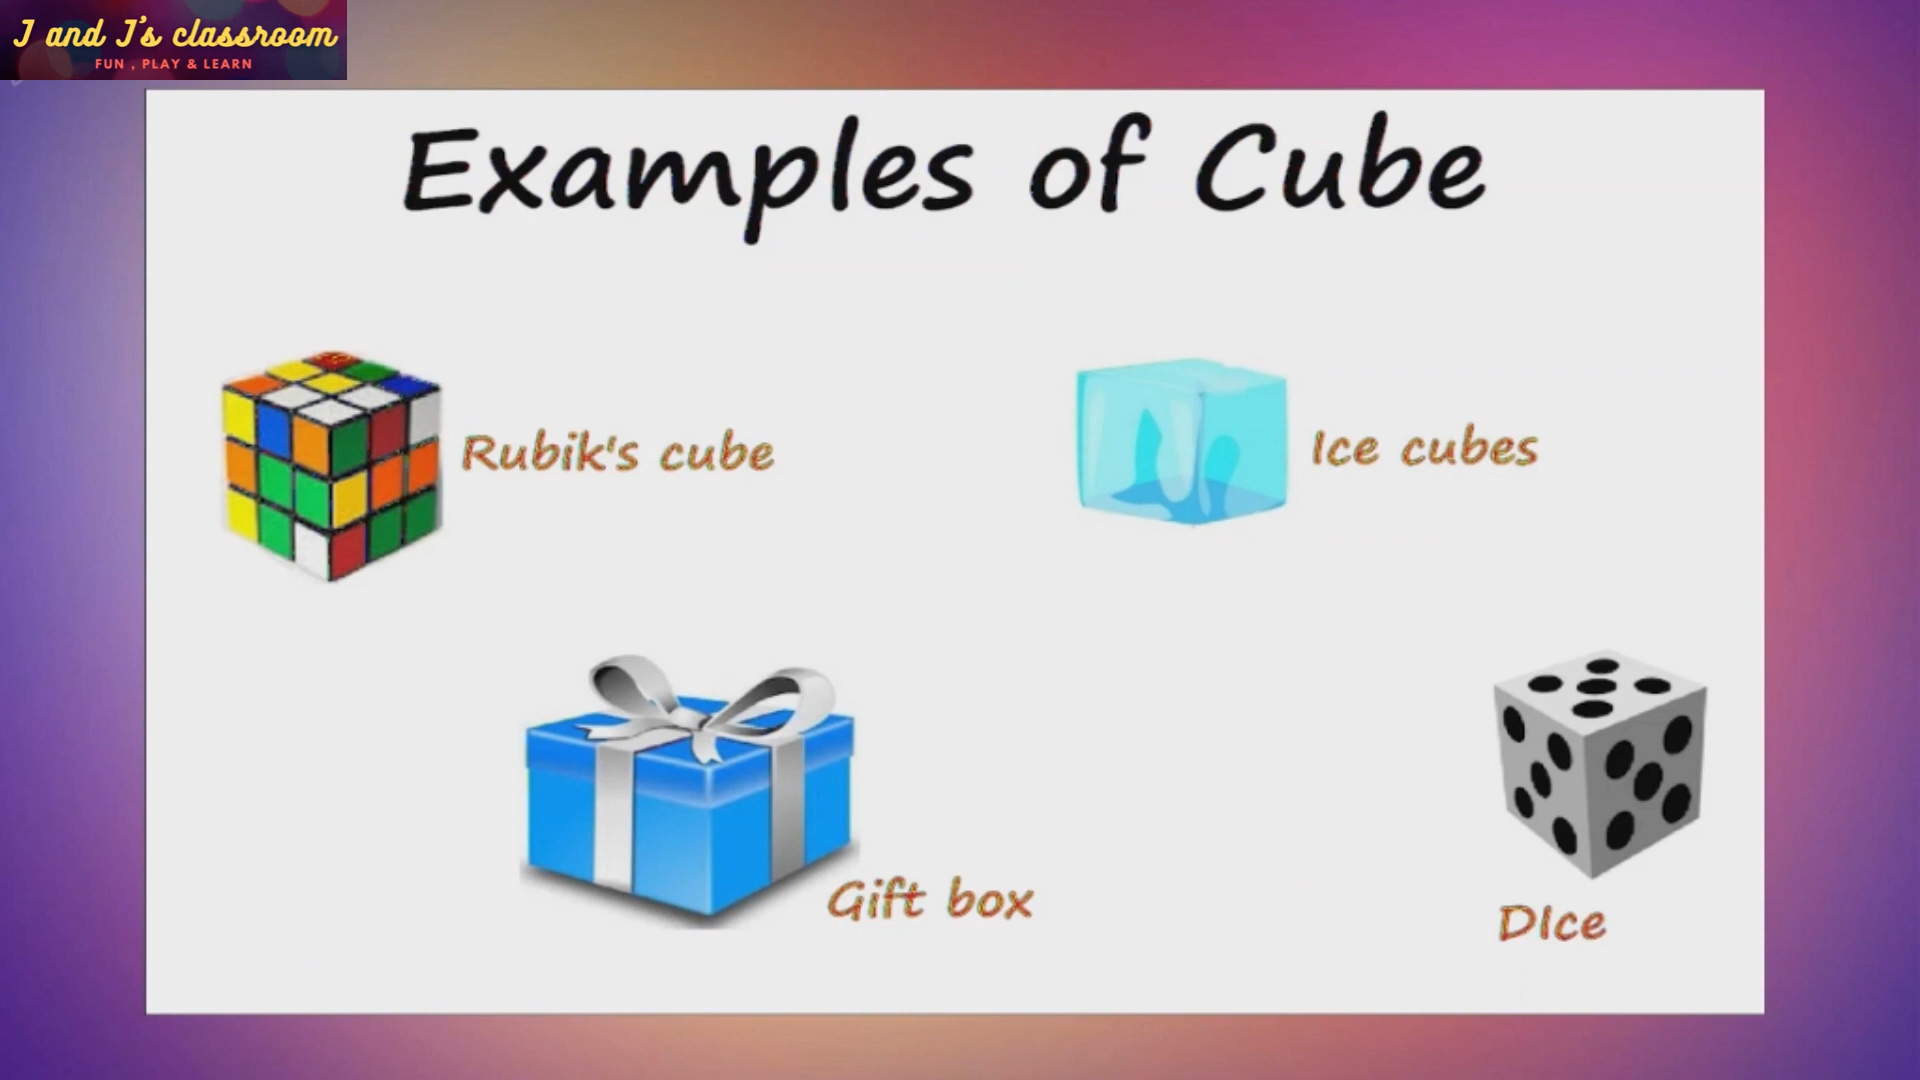 J and J's classroom
FUN , PLAY & LEARN
Examples of Cube
Rubik's cube
Ice cubes
Gift box
DIce